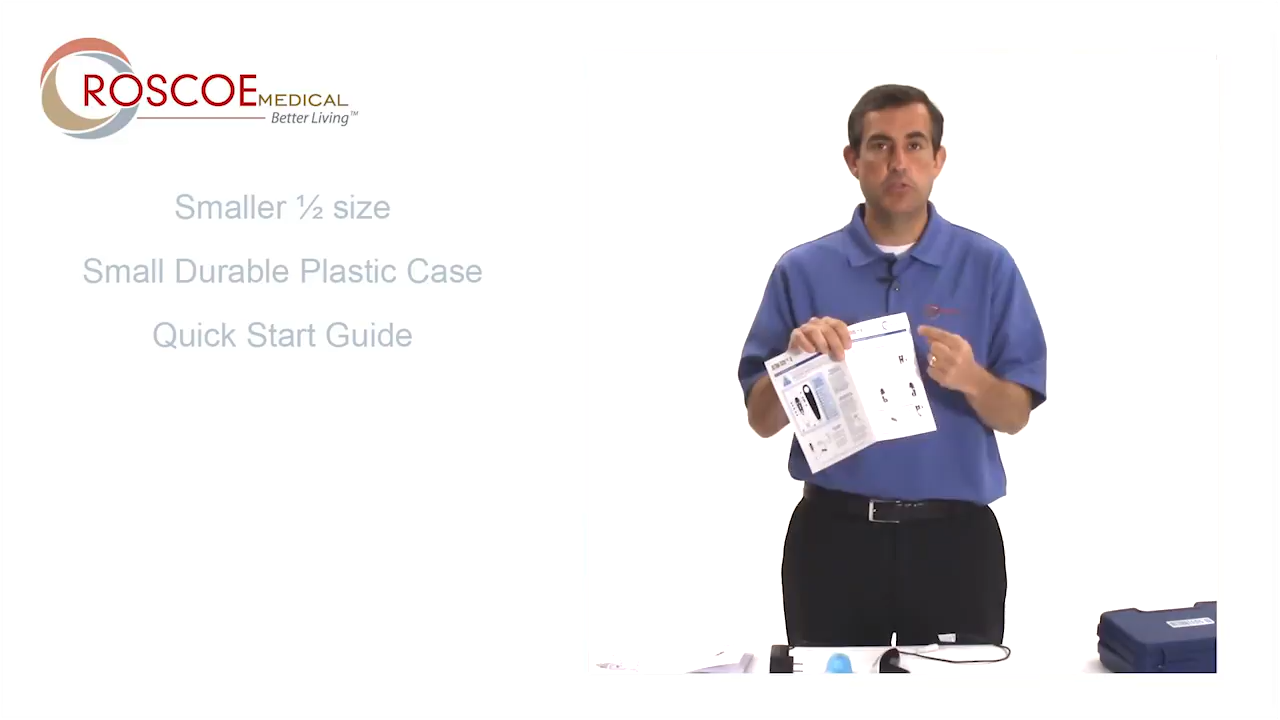 ROSCOE MEDICAL
Better Living™
Smaller ½ size
Small Durable Plastic Case
Quick Start Guide